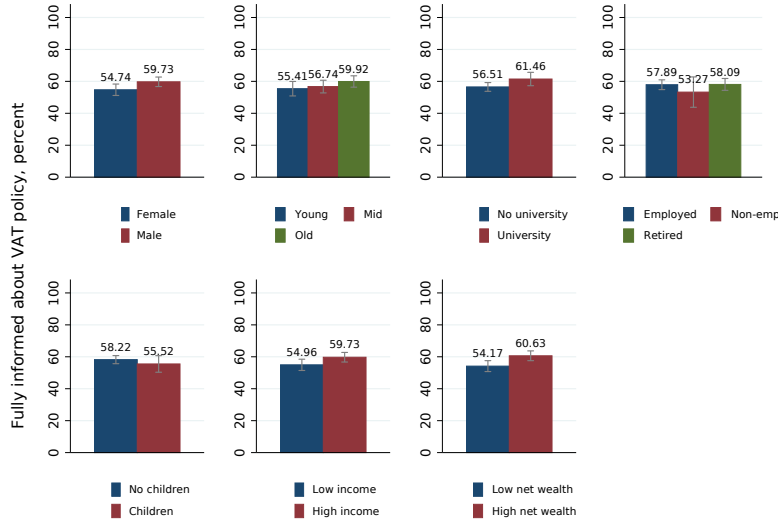 Fully informed about VAT policy, percent
0 20 40 60 80 100
54.74 59.73
Female
Male
0 20 40 60 80 100
55.41 56.74 59.92
Young Mid
Old
0 20 40 60 80 100
56.51 61.46
No university
University
0 20 40 60 80 100
57.89 53.27 58.09
Employed Non-emp
Retired
0 20 40 60 80 100
58.22 55.52
No children
Children
0 20 40 60 80 100
54.96 59.73
Low income
High income
0 20 40 60 80 100
54.17 60.63
Low net wealth
High net wealth